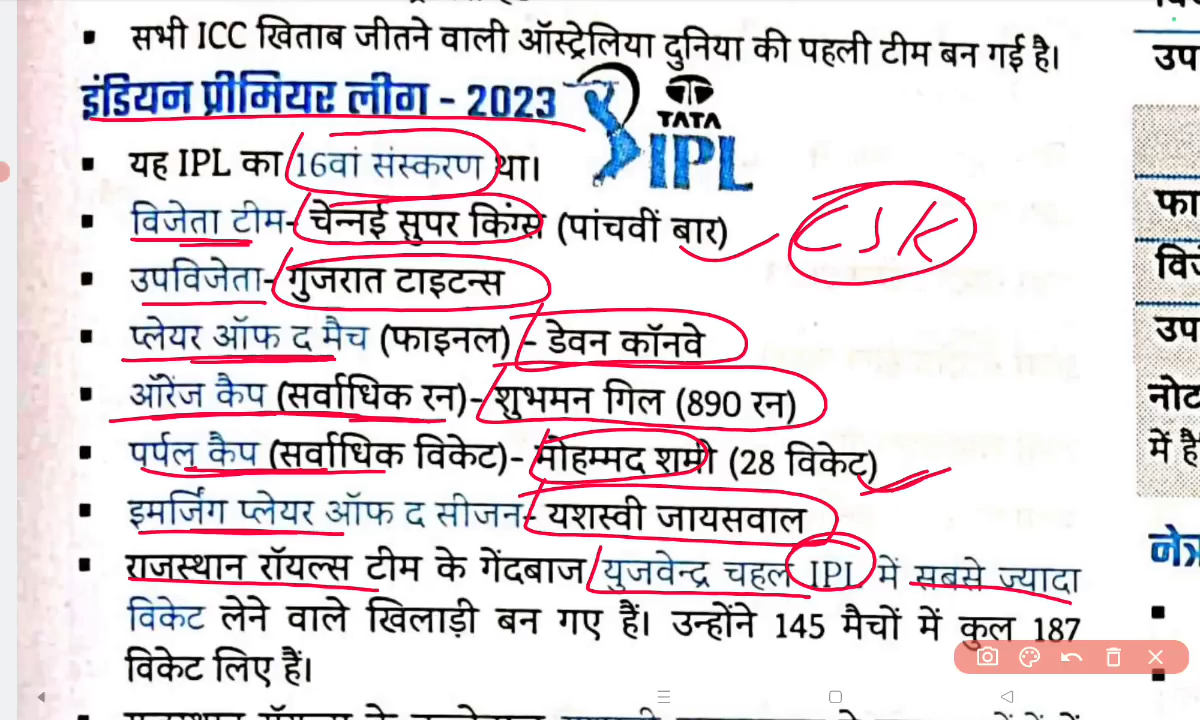 सभी ICC खिताब जीतने वाली ऑस्ट्रेलिया दुनिया की पहली टीम बन गई है।
इंडियन प्रीमियर लीग - 2023
TATA
IPL
यह IPL का 16वां संस्करण था।
विजेता टीम- चेन्नई सुपर किंग्स (पांचवीं बार)
CSK
उपविजेता- गुजरात टाइटन्स
प्लेयर ऑफ द मैच (फाइनल) - डेवन कॉनवे
ऑरेंज कैप (सर्वाधिक रन)- शुभमन गिल (890 रन)
पर्पल कैप (सर्वाधिक विकेट)- मोहम्मद शमी (28 विकेट)
इमर्जिंग प्लेयर ऑफ द सीजन- यशस्वी जायसवाल
राजस्थान रॉयल्स टीम के गेंदबाज युजवेन्द्र चहल IPL में सबसे ज्यादा
विकेट लेने वाले खिलाड़ी बन गए हैं। उन्होंने 145 मैचों में कुल 187
विकेट लिए हैं।
उप
फा
उप
नोट
में है